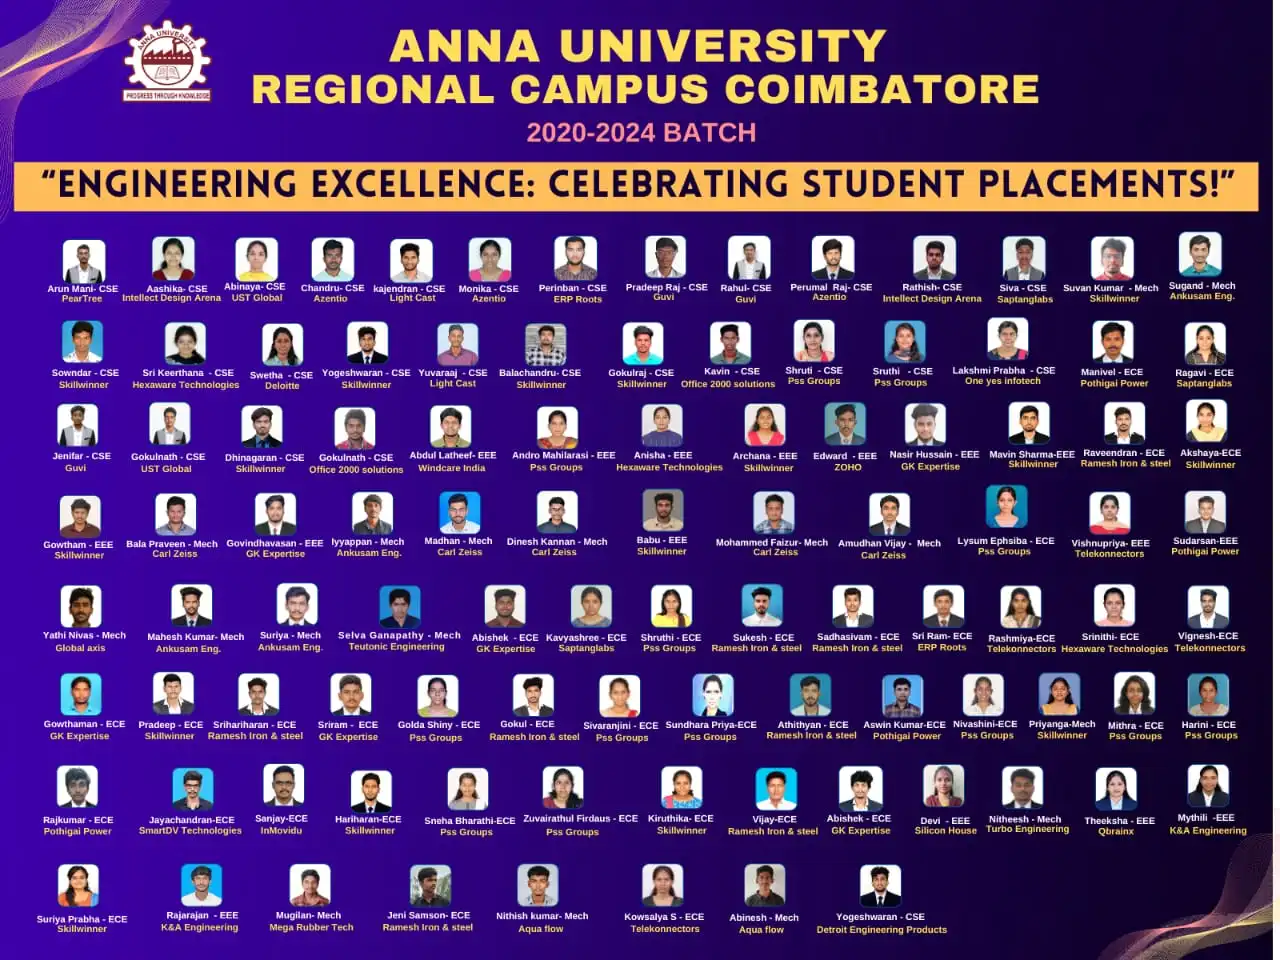 ANNA UNIVERSITY
PROGRESS THROUGH KNOWLEDGE
ANNA UNIVERSITY
REGIONAL CAMPUS COIMBATORE
2020-2024 BATCH
“ENGINEERING EXCELLENCE: CELEBRATING STUDENT PLACEMENTS!”
Arun Mani- CSE Aashika- CSE Abinaya- CSE Chandru- CSE kajendran - CSE Monika - CSE Perinban - CSE Pradeep Raj - CSE Rahul- CSE Perumal Raj- CSE Rathish- CSE Siva - CSE Suvan Kumar - Mech Sugand - Mech
PearTree Intellect Design Arena UST Global Azentio Light Cast Azentio ERP Roots Guvi Guvi Azentio Intellect Design Arena Saptanglabs Skillwinner Ankusam Eng.
Sowndar - CSE Sri Keerthana - CSE Swetha - CSE Yogeshwaran - CSE Yuvaraaj - CSE Balachandru- CSE Gokulraj - CSE Kavin - CSE Shruti - CSE Sruthi - CSE Lakshmi Prabha - CSE Manivel - ECE Ragavi - ECE
Skillwinner Hexaware Technologies Deloitte Skillwinner Light Cast Skillwinner Skillwinner Office 2000 solutions Pss Groups Pss Groups One yes infotech Pothigai Power Saptanglabs
Jenifar - CSE Gokulnath - CSE Dhinagaran - CSE Gokulnath - CSE Abdul Latheef- EEE Andro Mahilarasi - EEE Anisha - EEE Archana - EEE Edward - EEE Nasir Hussain - EEE Mavin Sharma-EEE Raveendran - ECE Akshaya-ECE
Guvi UST Global Skillwinner Office 2000 solutions Windcare India Pss Groups Hexaware Technologies Skillwinner ZOHO GK Expertise Skillwinner Ramesh Iron & steel Skillwinner
Gowtham - EEE Bala Praveen - Mech Govindhavasan - EEE Iyyappan - Mech Madhan - Mech Dinesh Kannan - Mech Babu - EEE Mohammed Faizur- Mech Amudhan Vijay - Mech Lysum Ephsiba - ECE Vishnupriya- EEE Sudarsan-EEE
Skillwinner Carl Zeiss GK Expertise Ankusam Eng. Carl Zeiss Carl Zeiss Skillwinner Carl Zeiss Carl Zeiss Pss Groups Telekonnectors Pothigai Power
Yathi Nivas - Mech Mahesh Kumar- Mech Suriya - Mech Selva Ganapathy - Mech Abishek - ECE Kavyashree - ECE Shruthi - ECE Sukesh - ECE Sadhasivam - ECE Sri Ram- ECE Rashmiya-ECE Srinithi- ECE Vignesh-ECE
Global axis Ankusam Eng. Ankusam Eng. Teutonic Engineering GK Expertise Saptanglabs Pss Groups Ramesh Iron & steel Ramesh Iron & steel ERP Roots Telekonnectors Hexaware Technologies Telekonnectors
Gowthaman - ECE Pradeep - ECE Srihariharan - ECE Sriram - ECE Golda Shiny - ECE Gokul - ECE Sivaranjini - ECE Sundhara Priya-ECE Athithyan - ECE Aswin Kumar-ECE Nivashini-ECE Priyanga-Mech Mithra - ECE Harini - ECE
GK Expertise Skillwinner Ramesh Iron & steel GK Expertise Pss Groups Ramesh Iron & steel Pss Groups Pss Groups Ramesh Iron & steel Pothigai Power Pss Groups Skillwinner Pss Groups Pss Groups
Rajkumar - ECE Jayachandran-ECE Sanjay-ECE Hariharan-ECE Sneha Bharathi-ECE Zuvairathul Firdaus - ECE Kiruthika- ECE Vijay-ECE Abishek - ECE Devi - EEE Nitheesh - Mech Theeksha - EEE Mythili -EEE
Pothigai Power SmartDV Technologies InMovidu Skillwinner Pss Groups Pss Groups Skillwinner Ramesh Iron & steel GK Expertise Silicon House Turbo Engineering Qbrainx K&A Engineering
Suriya Prabha - ECE Rajarajan - EEE Mugilan- Mech Jeni Samson- ECE Nithish kumar- Mech Kowsalya S - ECE Abinesh - Mech Yogeshwaran - CSE
Skillwinner K&A Engineering Mega Rubber Tech Ramesh Iron & steel Aqua flow Telekonnectors Aqua flow Detroit Engineering Products